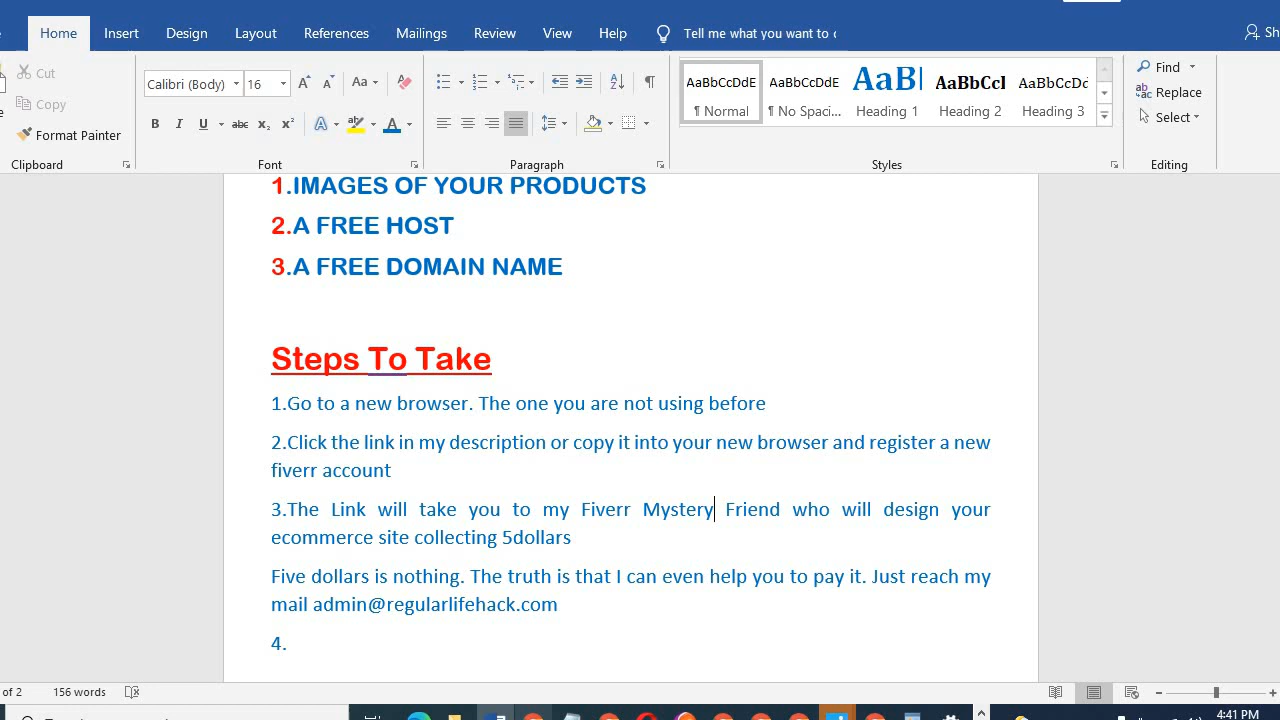 Home Insert Design Layout References Mailings Review View Help Tell me what you want to
Cut Calibri (Body) 16 Aa AaBbCcDdE AaBbCcDdE AaBl AaBbCcl AaBbCcDd Find
Copy ¶ Normal ¶ No Spaci... Heading 1 Heading 2 Heading 3 Replace
Format Painter B I U abc x₂ x² A A Select
Clipboard Font Paragraph Styles Editing
1.IMAGES OF YOUR PRODUCTS
2.A FREE HOST
3.A FREE DOMAIN NAME
Steps To Take
1.Go to a new browser. The one you are not using before
2.Click the link in my description or copy it into your new browser and register a new
fiverr account
3.The Link will take you to my Fiverr Mystery Friend who will design your
ecommerce site collecting 5dollars
Five dollars is nothing. The truth is that I can even help you to pay it. Just reach my
mail admin@regularlifehack.com
4.
of 2 156 words
4:41 PM